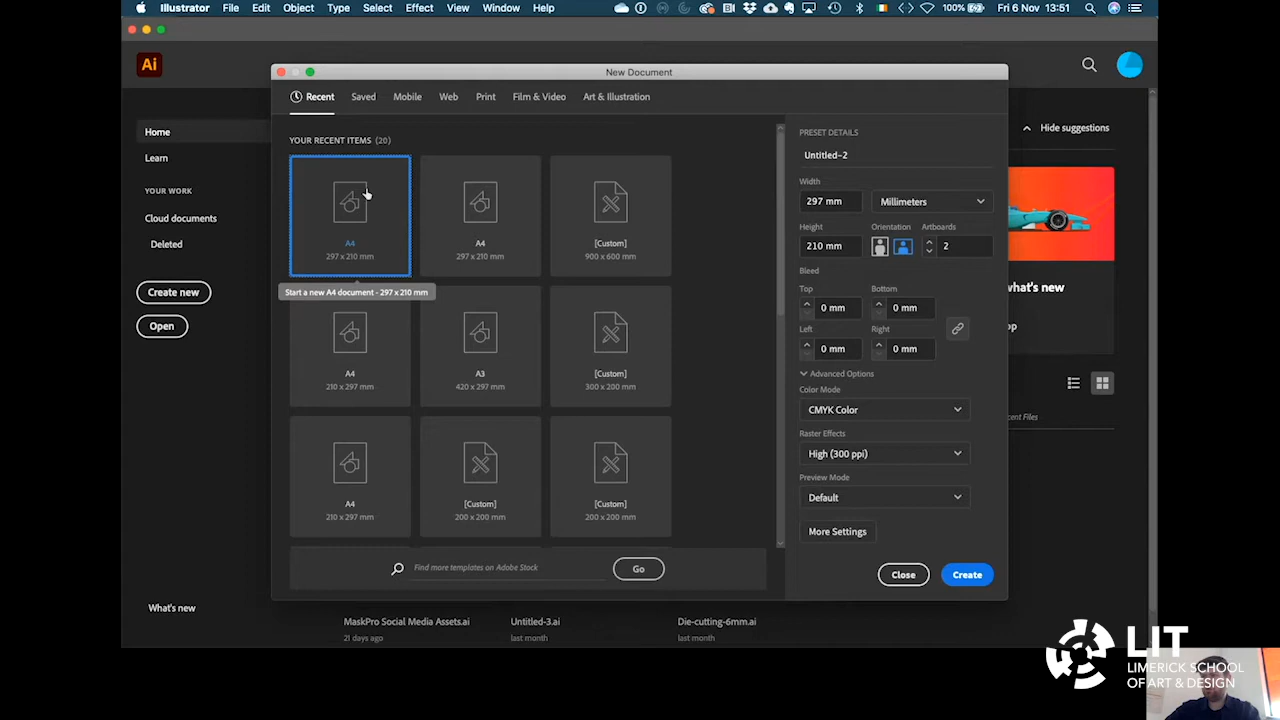 Illustrator File Edit Object Type Select Effect View Window Help 100% Fri 6 Nov 13:51
Ai
New Document
Recent Saved Mobile Web Print Film & Video Art & Illustration
Home
Learn
YOUR WORK
Cloud documents
Deleted
Create new
Open
What's new
YOUR RECENT ITEMS (20)
A4
297 x 210 mm
A4
297 x 210 mm
[Custom]
900 x 600 mm
Start a new A4 document - 297 x 210 mm
A4
210 x 297 mm
A3
420 x 297 mm
[Custom]
300 x 200 mm
A4
210 x 297 mm
[Custom]
200 x 200 mm
[Custom]
200 x 200 mm
Find more templates on Adobe Stock
Go
PRESET DETAILS
Untitled-2
Width
297 mm Millimeters
Height Orientation Artboards
210 mm 2
Bleed
Top Bottom
0 mm 0 mm
Left Right
0 mm 0 mm
Advanced Options
Color Mode
CMYK Color
Raster Effects
High (300 ppi)
Preview Mode
Default
More Settings
Close Create
Hide suggestions
what's new
pp
cent Files
MaskPro Social Media Assets.ai
21 days ago
Untitled-3.ai
last month
Die-cutting-6mm.ai
last month
LIT
LIMERICK SCHOOL
OF ART & DESIGN